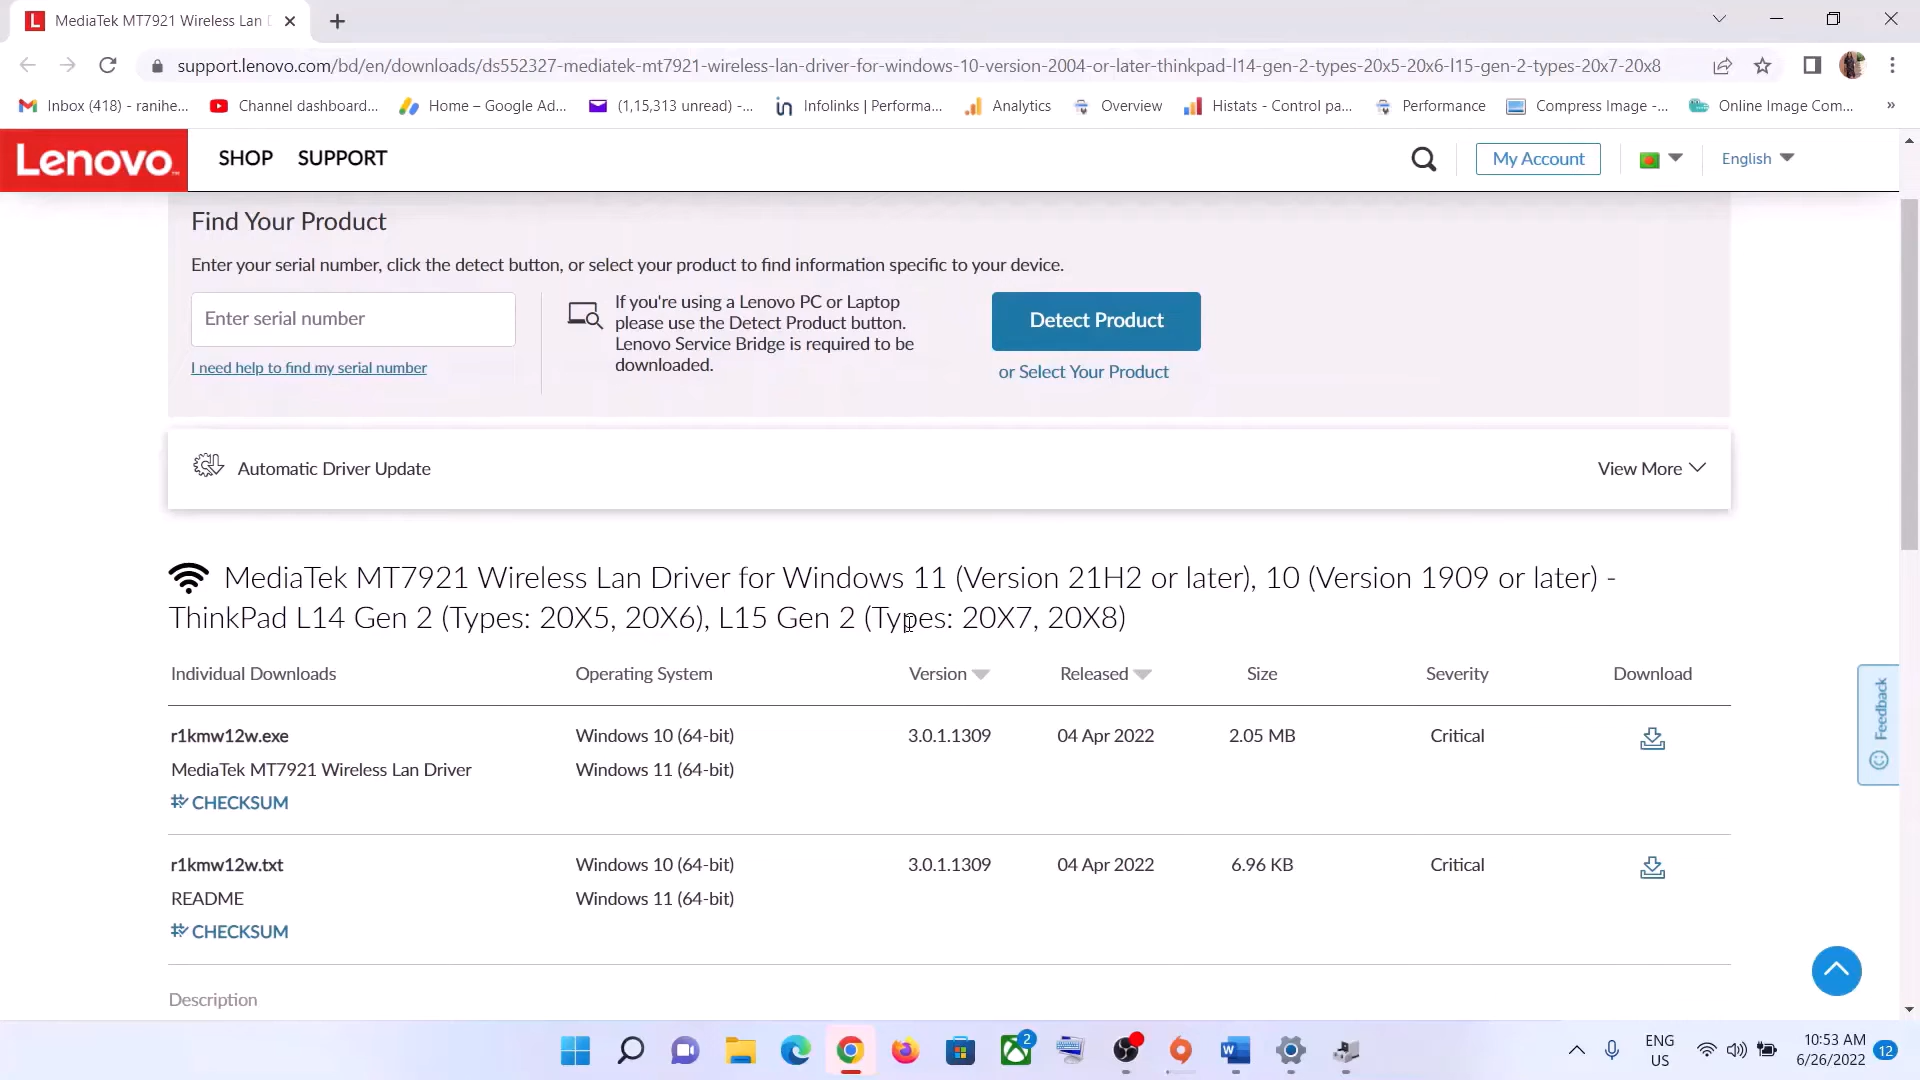 MediaTek MT7921 Wireless Lan D
support.lenovo.com/bd/en/downloads/ds552327-mediatek-mt7921-wireless-lan-driver-for-windows-10-version-2004-or-later-thinkpad-l14-gen-2-types-20x5-20x6-l15-gen-2-types-20x7-20x8
Inbox (418) - ranihe...
Channel dashboard...
Home – Google Ad...
(1,15,313 unread) -...
Infolinks | Performa...
Analytics
Overview
Histats - Control pa...
Performance
Compress Image -...
Online Image Com...
»
Lenovo
SHOP
SUPPORT
My Account
English
Find Your Product
Enter your serial number, click the detect button, or select your product to find information specific to your device.
Enter serial number
I need help to find my serial number
If you're using a Lenovo PC or Laptop
please use the Detect Product button.
Lenovo Service Bridge is required to be
downloaded.
Detect Product
or Select Your Product
Automatic Driver Update
View More
MediaTek MT7921 Wireless Lan Driver for Windows 11 (Version 21H2 or later), 10 (Version 1909 or later) -
ThinkPad L14 Gen 2 (Types: 20X5, 20X6), L15 Gen 2 (Types: 20X7, 20X8)
Individual Downloads Operating System Version Released Size Severity Download
r1kmw12w.exe Windows 10 (64-bit) 3.0.1.1309 04 Apr 2022 2.05 MB Critical
MediaTek MT7921 Wireless Lan Driver Windows 11 (64-bit)
CHECKSUM
r1kmw12w.txt Windows 10 (64-bit) 3.0.1.1309 04 Apr 2022 6.96 KB Critical
README Windows 11 (64-bit)
CHECKSUM
Description
Feedback
2
ENG
US
10:53 AM
6/26/2022
12